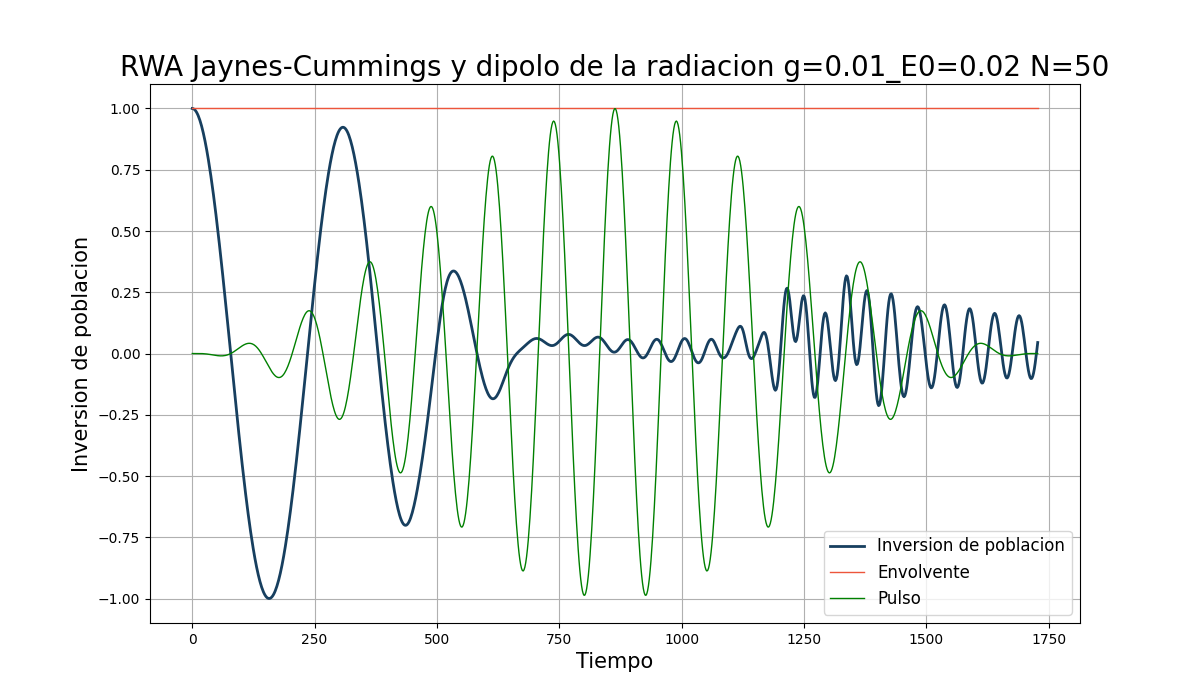 RWA Jaynes-Cummings y dipolo de la radiacion g=0.01_E0=0.02 N=50
Inversion de poblacion
1.00
0.75
0.50
0.25
0.00
−0.25
−0.50
−0.75
−1.00
Inversion de poblacion
Envolvente
Pulso
0 250 500 750 1000 1250 1500 1750
Tiempo